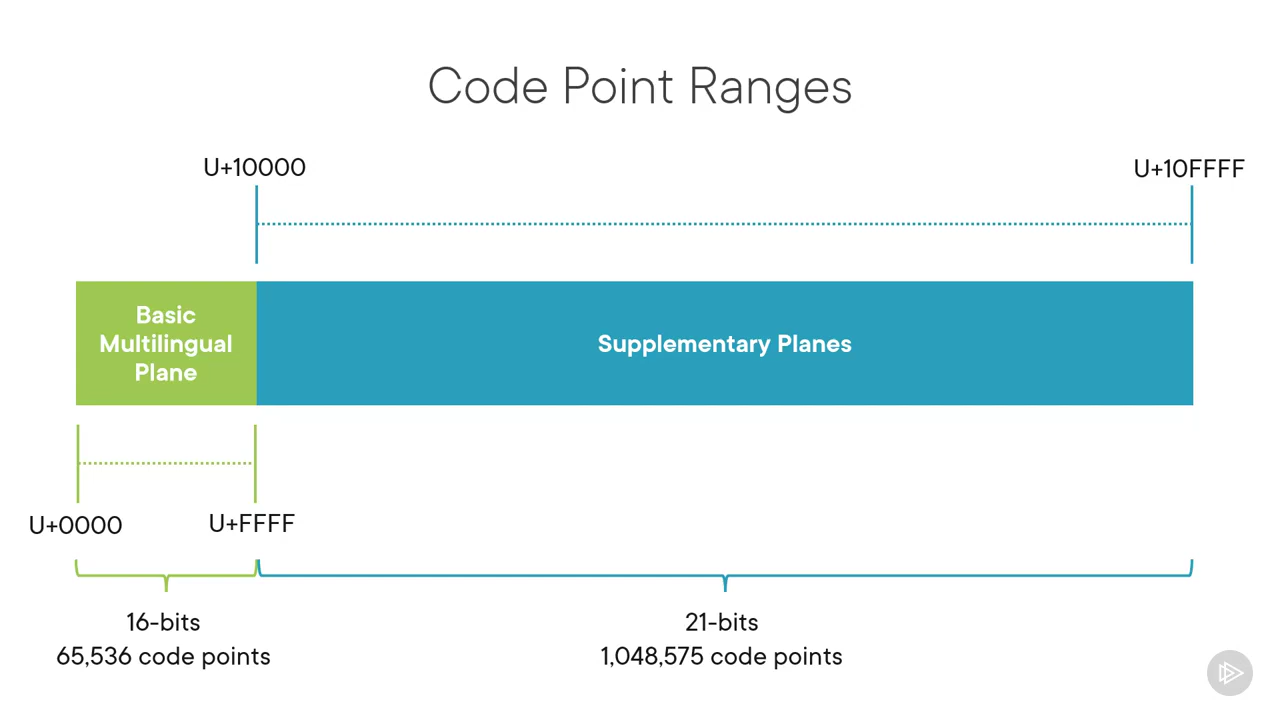 Code Point Ranges
U+10000
U+10FFFF
Basic
Multilingual
Plane
Supplementary Planes
U+0000
U+FFFF
16-bits
65,536 code points
21-bits
1,048,575 code points